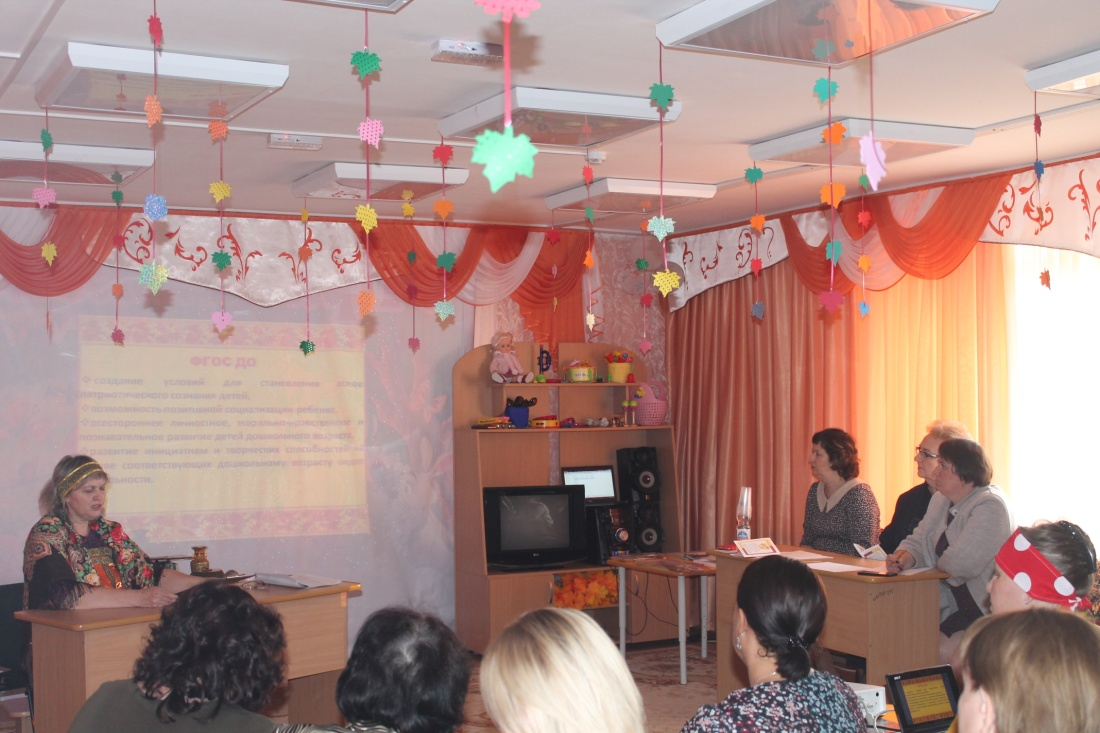 ФГОС ДО
создание условий для становления основ
патриотического сознания детей;
возможность позитивной социализации ребенка,
всестороннее личностное, морально-нравственное и
познавательное развитие детей дошкольного возраста,
развитие инициативы и творческих способностей
соответствующих дошкольному возрасту